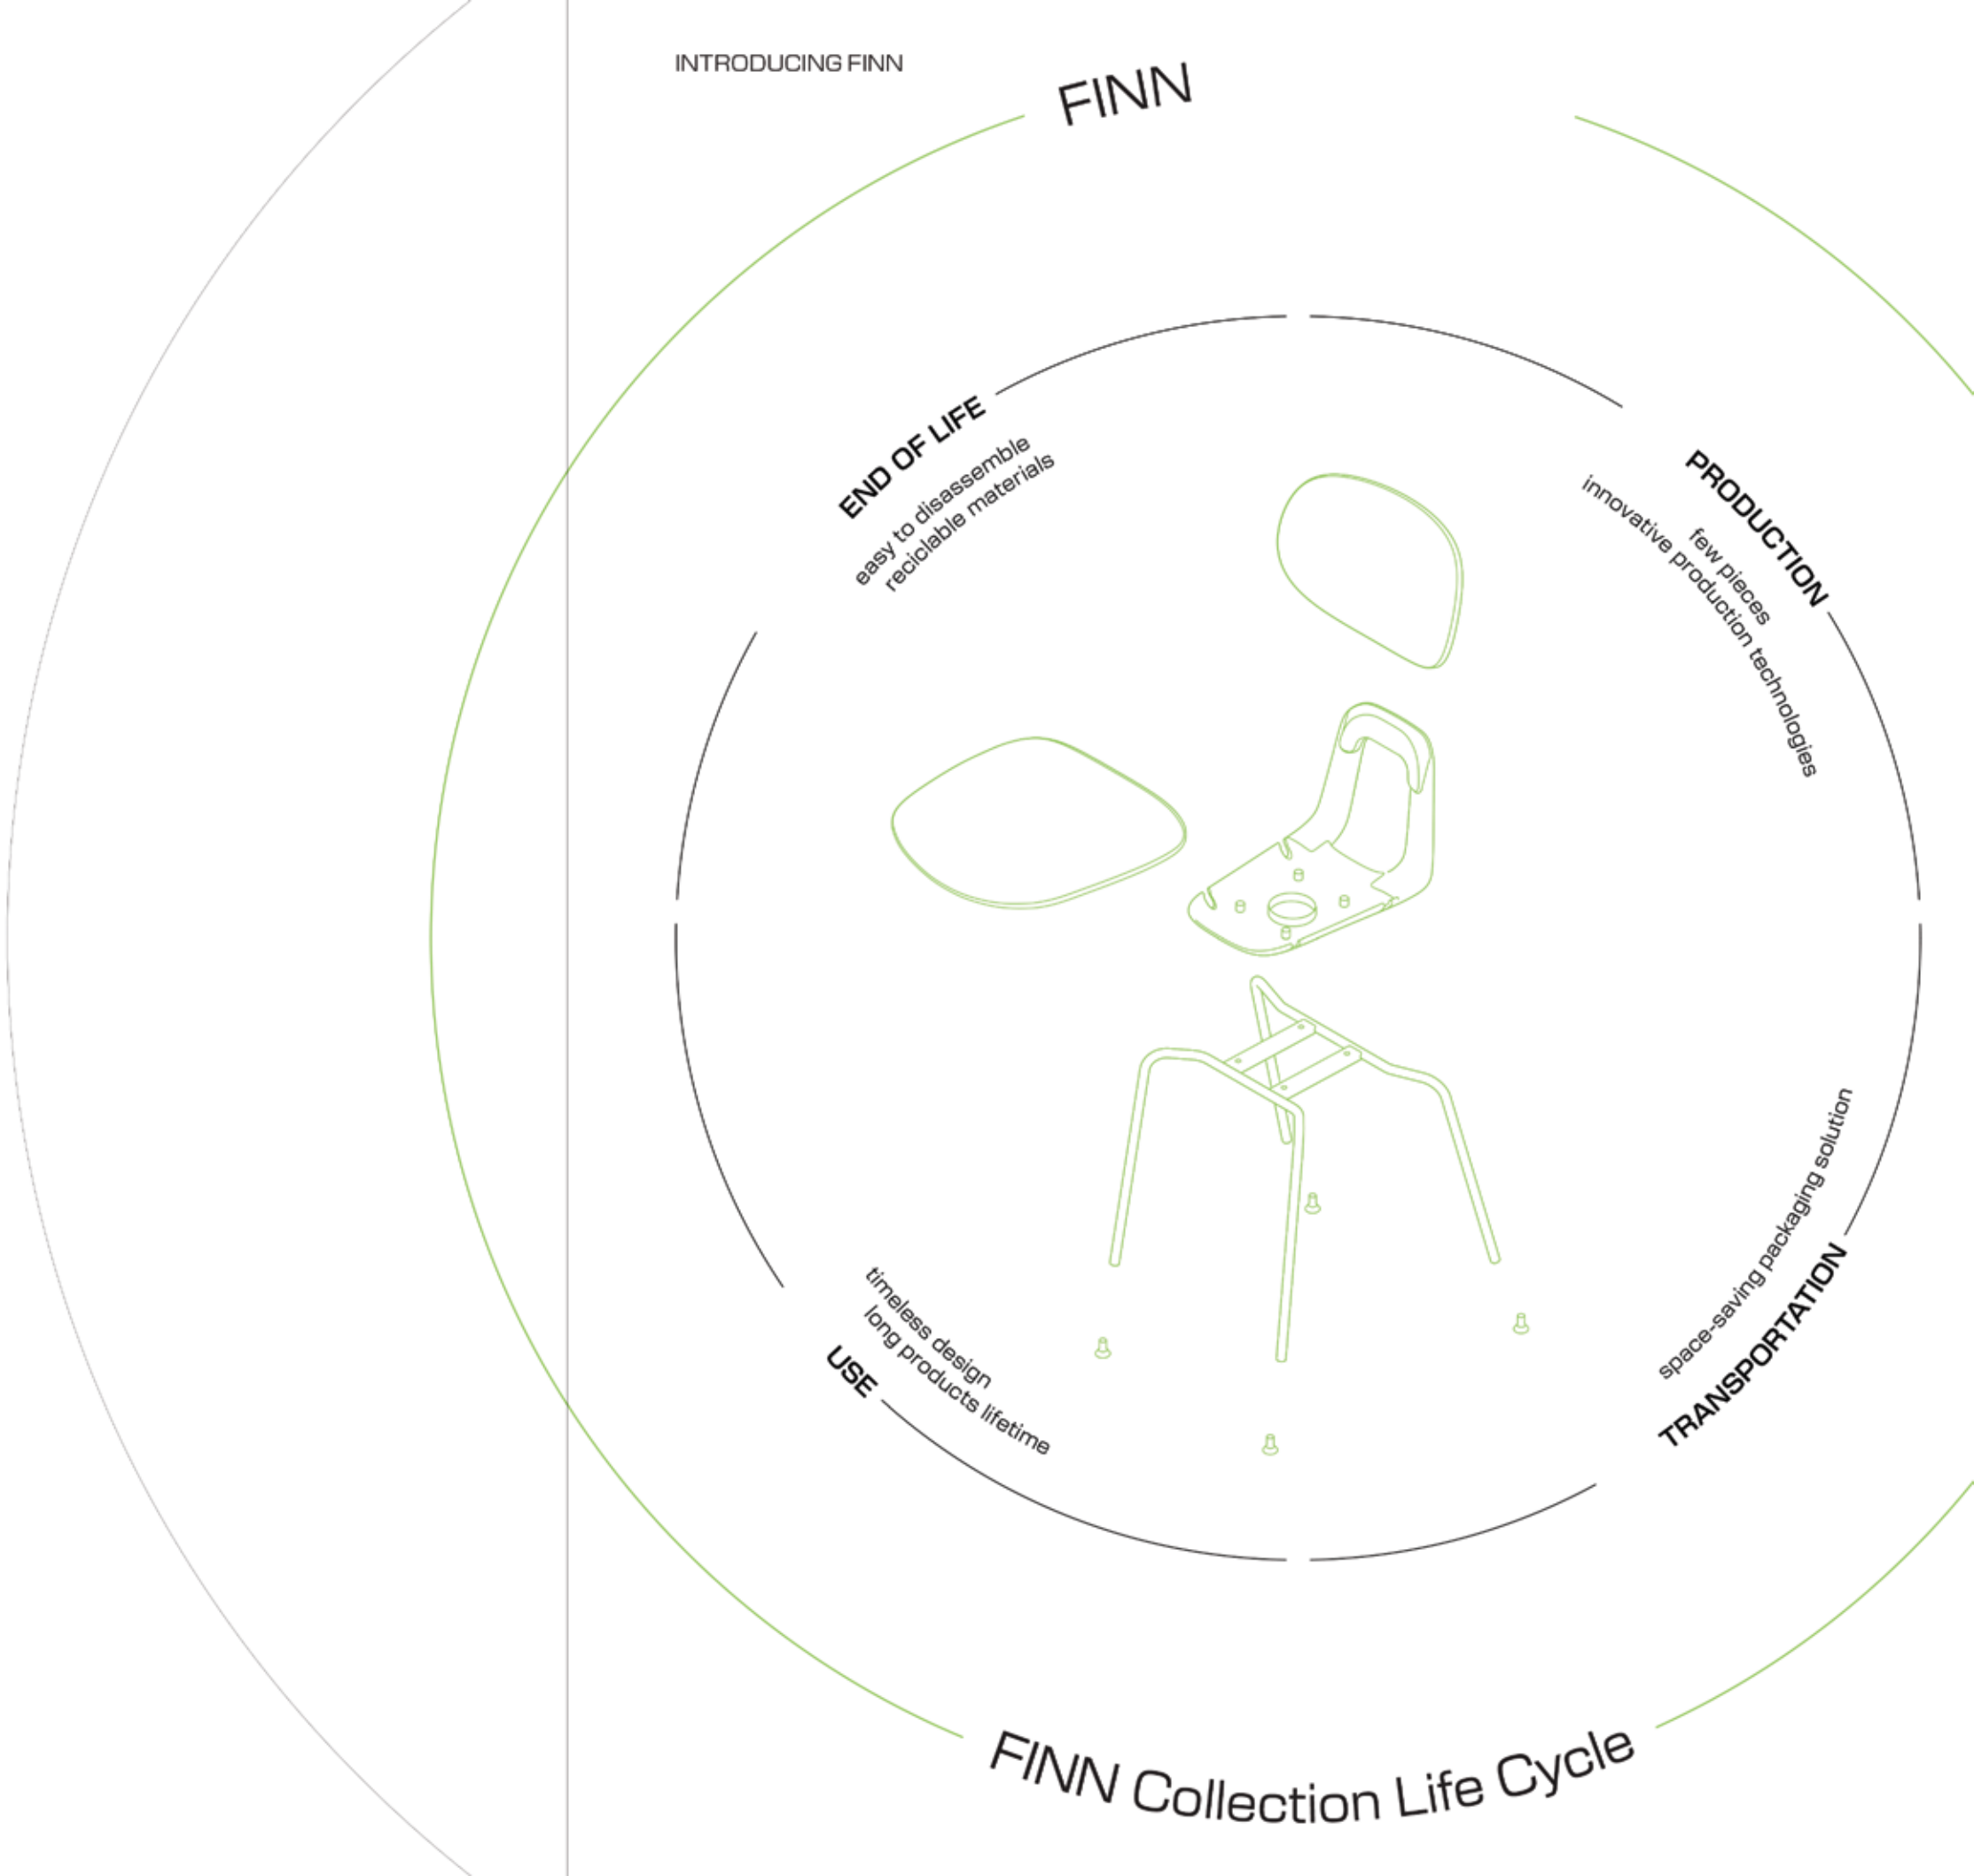 INTRODUCING FINN
FINN
END OF LIFE
easy to disassemble
reciclable materials
PRODUCTION
few pieces
innovative production technologies
space-saving packaging solution
TRANSPORTATION
timeless design
long products lifetime
USE
FINN Collection Life Cycle